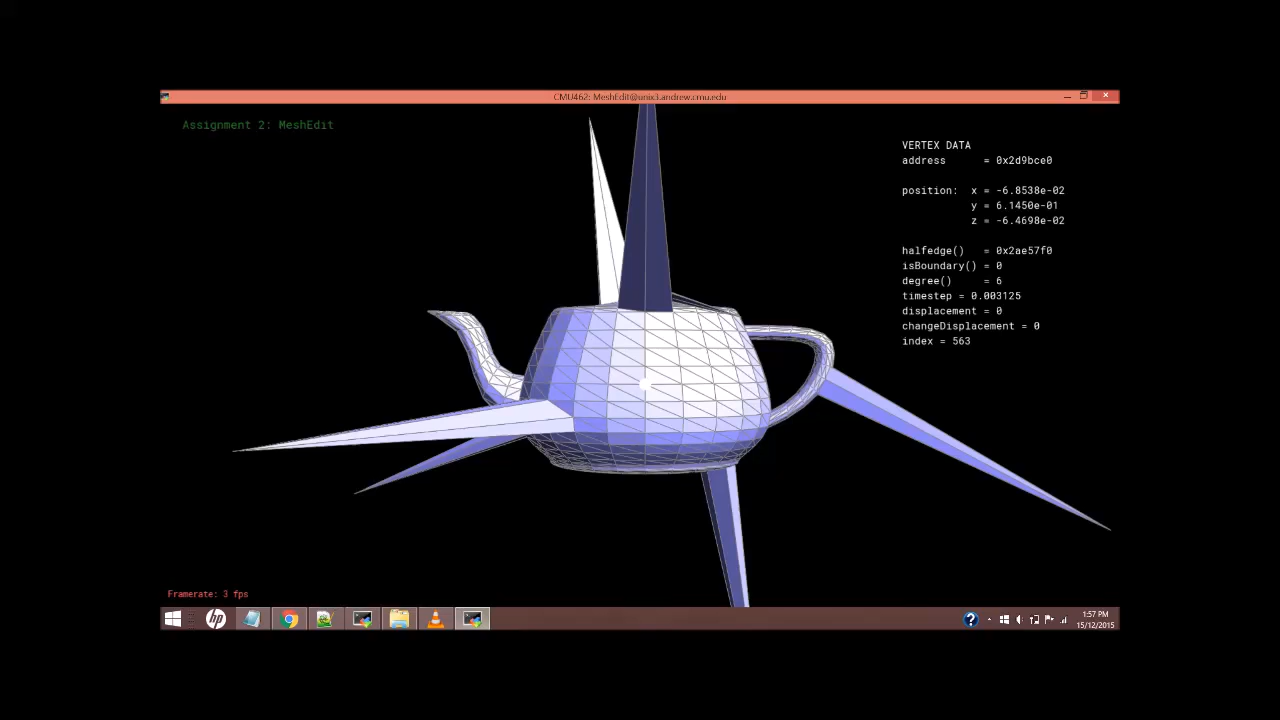 CMU462: MeshEdit@unix3.andrew.cmu.edu
Assignment 2: MeshEdit
VERTEX DATA
address = 0x2d9bce0
position: x = -6.8538e-02
y = 6.1450e-01
z = -6.4698e-02
halfedge() = 0x2ae57f0
isBoundary() = 0
degree() = 6
timestep = 0.003125
displacement = 0
changeDisplacement = 0
index = 563
Framerate: 3 fps
hp
1:57 PM
15/12/2015